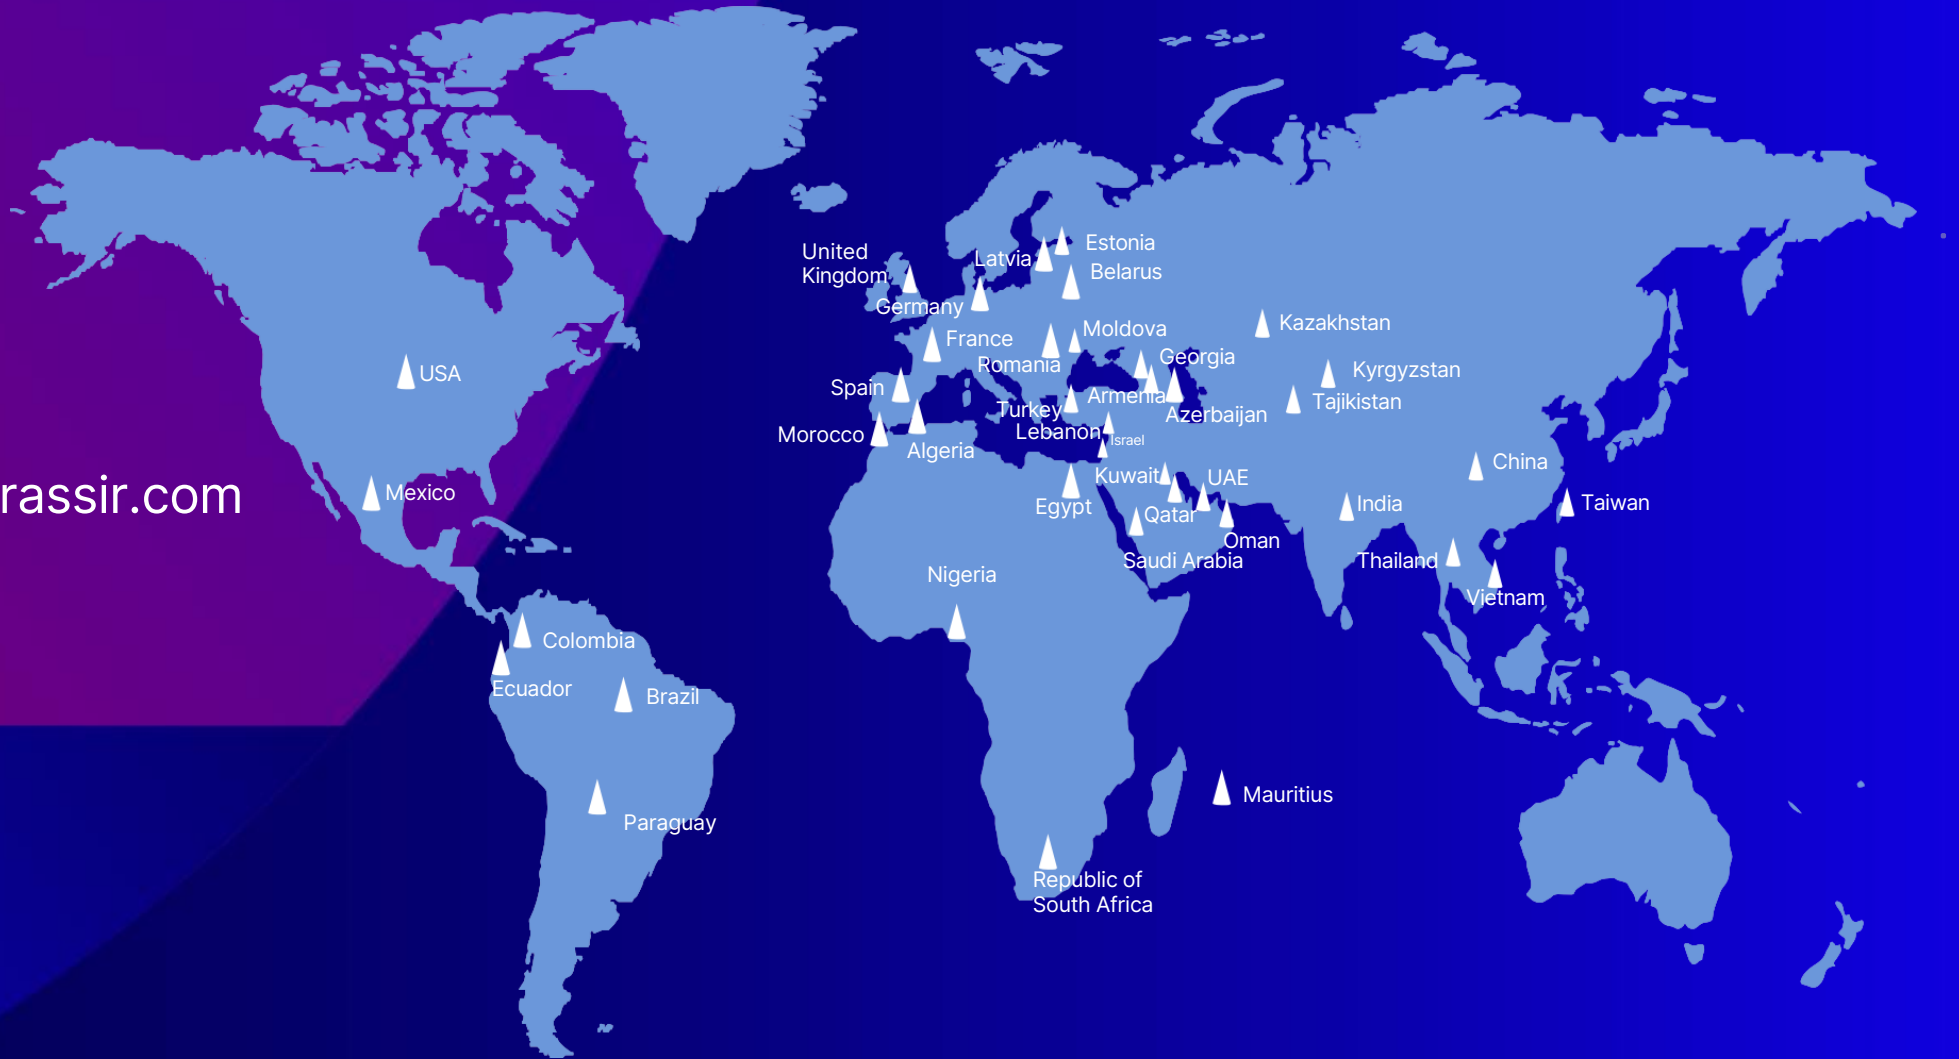 United
Kingdom
Latvia
Estonia
Belarus
Germany
France
Moldova
Romania
Georgia
Kazakhstan
Kyrgyzstan
Tajikistan
USA
Spain
Turkey
Armenia
Azerbaijan
Morocco
Algeria
Lebanon
Israel
rassir.com
Mexico
Egypt
Kuwait
UAE
Qatar
Oman
Saudi Arabia
India
China
Taiwan
Thailand
Vietnam
Nigeria
Colombia
Ecuador
Brazil
Paraguay
Mauritius
Republic of
South Africa